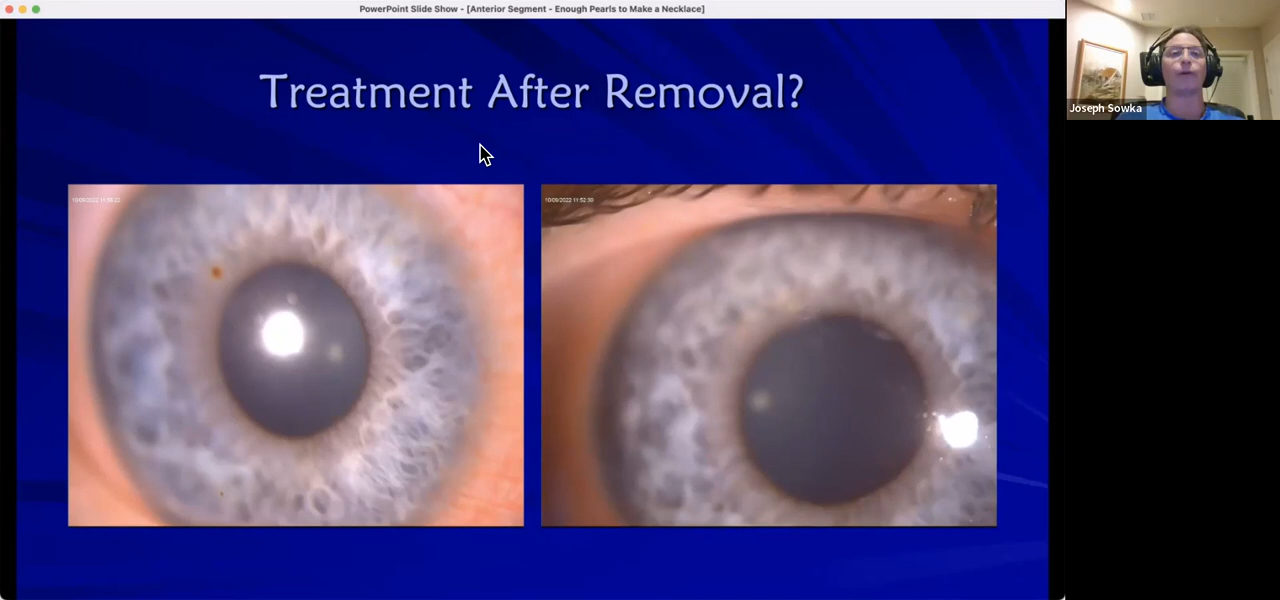 PowerPoint Slide Show - [Anterior Segment - Enough Pearls to Make a Necklace]
Treatment After Removal?
Joseph Sowka